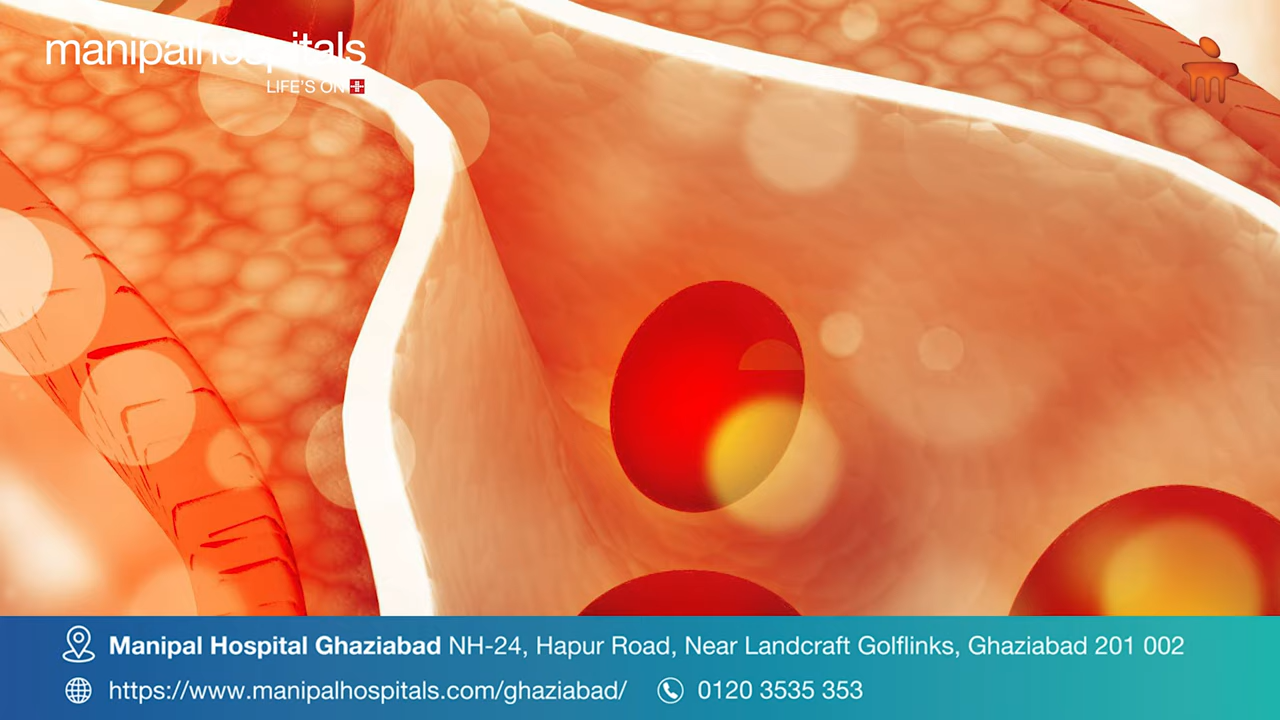 manipalhospitals
LIFE'S ON
Manipal Hospital Ghaziabad NH-24, Hapur Road, Near Landcraft Golflinks, Ghaziabad 201 002
https://www.manipalhospitals.com/ghaziabad/ 0120 3535 353